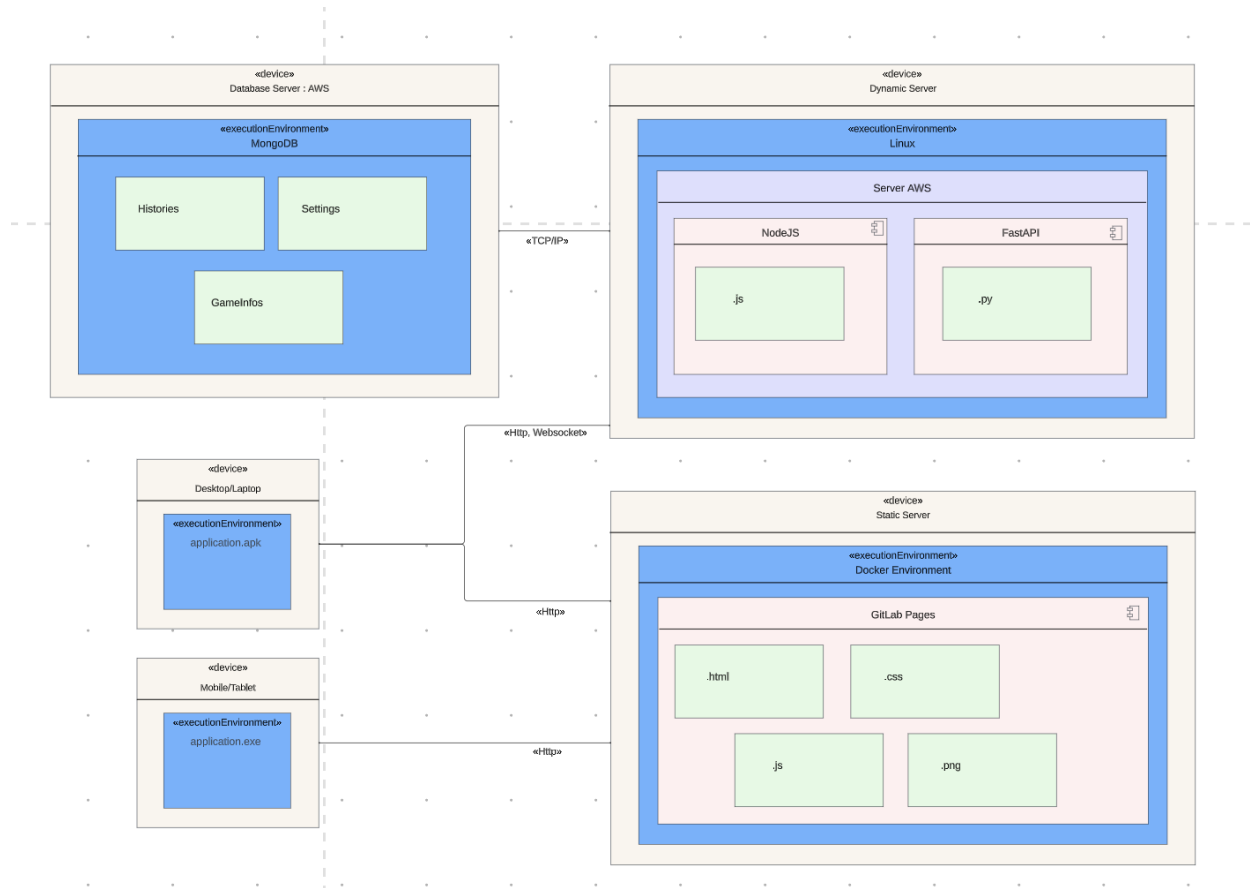 «device»
Database Server : AWS
«executionEnvironment»
MongoDB
Histories
Settings
GameInfos
«TCP/IP»
«device»
Dynamic Server
«executionEnvironment»
Linux
Server AWS
NodeJS
.js
FastAPI
.py
«Http, Websocket»
«device»
Desktop/Laptop
«executionEnvironment»
application.apk
«Http»
«device»
Mobile/Tablet
«executionEnvironment»
application.exe
«Http»
«device»
Static Server
«executionEnvironment»
Docker Environment
GitLab Pages
.html
.css
.js
.png